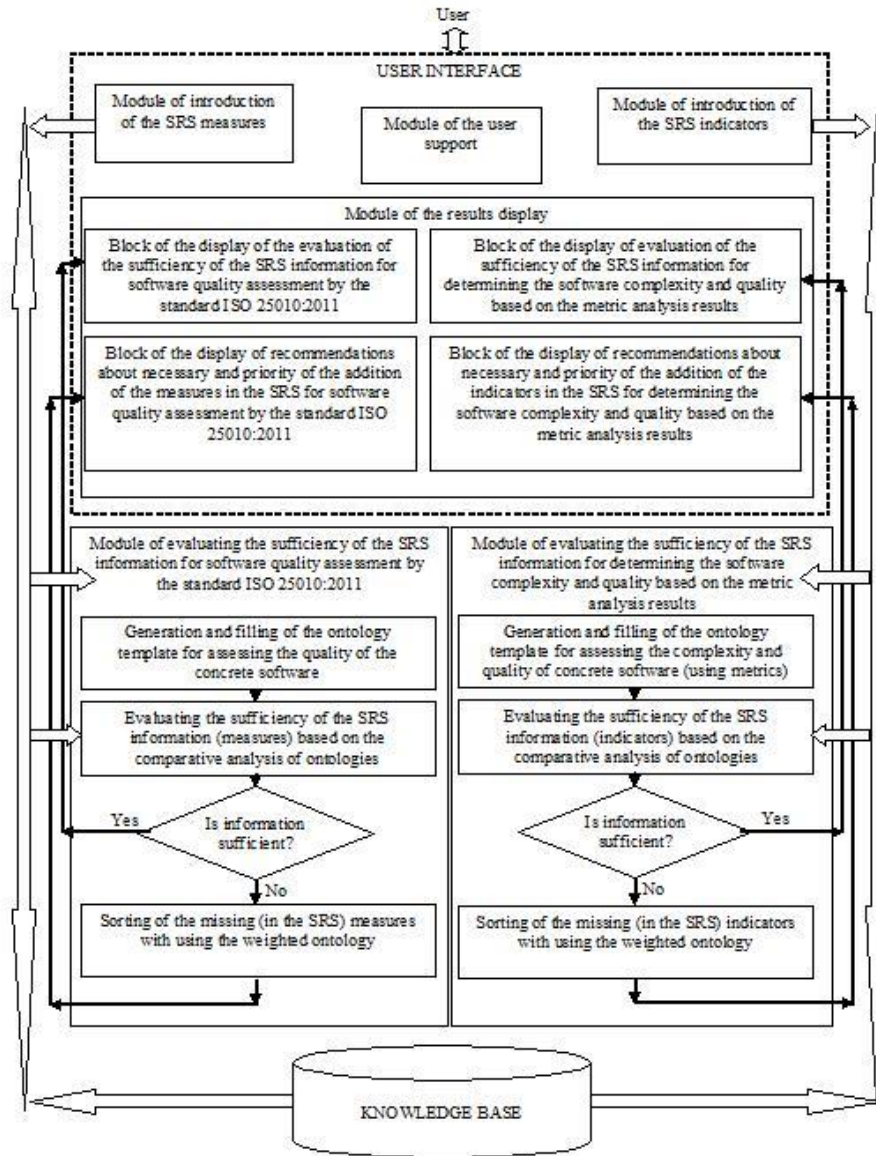 User
USER INTERFACE
Module of introduction
of the SRS measures
Module of the user
support
Module of introduction of
the SRS indicators
Module of the results display
Block of the display of the evaluation of
the sufficiency of the SRS information for
software quality assessment by the
standard ISO 25010:2011
Block of the display of evaluation of the
sufficiency of the SRS information for
determining the software complexity and quality
based on the metric analysis results
Block of the display of recommendations
about necessary and priority of the addition
of the measures in the SRS for software
quality assessment by the standard ISO
25010:2011
Block of the display of recommendations about
necessary and priority of the addition of the
indicators in the SRS for determining the
software complexity and quality based on the
metric analysis results
Module of evaluating the sufficiency of the SRS
information for software quality assessment by
the standard ISO 25010:2011
Generation and filling of the ontology
template for assessing the quality of the
concrete software
Evaluating the sufficiency of the SRS
information (measures) based on the
comparative analysis of ontologies
Yes
Is information
sufficient?
No
Sorting of the missing (in the SRS) measures
with using the weighted ontology
Module of evaluating the sufficiency of the SRS
information for determining the software
complexity and quality based on the metric
analysis results
Generation and filling of the ontology
template for assessing the complexity and
quality of concrete software (using metrics)
Evaluating the sufficiency of the SRS
information (indicators) based on the
comparative analysis of ontologies
Is information
sufficient?
Yes
No
Sorting of the missing (in the SRS) indicators
with using the weighted ontology
KNOWLEDGE BASE